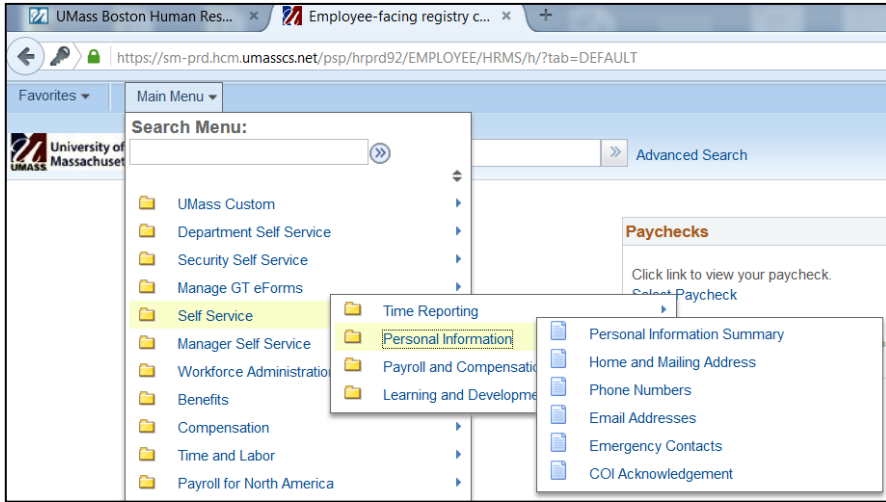 UMass Boston Human Res... ×
Employee-facing registry c... × +
https://sm-prd.hcm.umasscs.net/psp/hrprd92/EMPLOYEE/HRMS/h/?tab=DEFAULT
Favorites
Main Menu
Search Menu:
University of
Massachuset
UMASS
Advanced Search
UMass Custom
Department Self Service
Security Self Service
Manage GT eForms
Self Service
Manager Self Service
Workforce Administration
Benefits
Compensation
Time and Labor
Payroll for North America
Time Reporting
Personal Information
Payroll and Compensatio
Learning and Developme
Personal Information Summary
Home and Mailing Address
Phone Numbers
Email Addresses
Emergency Contacts
COI Acknowledgement
Paychecks
Click link to view your paycheck.
Select Paycheck